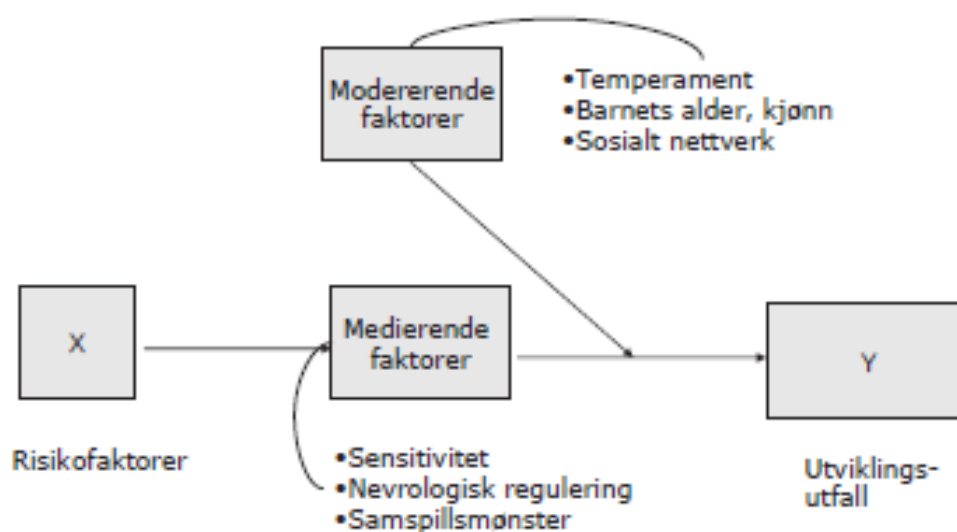 Modererende
faktorer
•Temperament
•Barnets alder, kjønn
•Sosialt nettverk
X
Medierende
faktorer
Y
Risikofaktorer
•Sensitivitet
•Nevrologisk regulering
•Samspillsmønster
Utviklings-
utfall